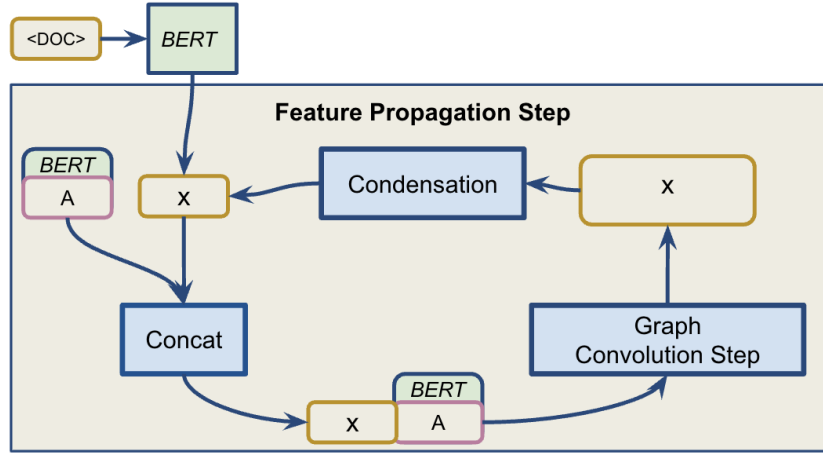 <DOC>
BERT
Feature Propagation Step
BERT
A
x
Condensation
x
Concat
Graph
Convolution Step
BERT
x
A